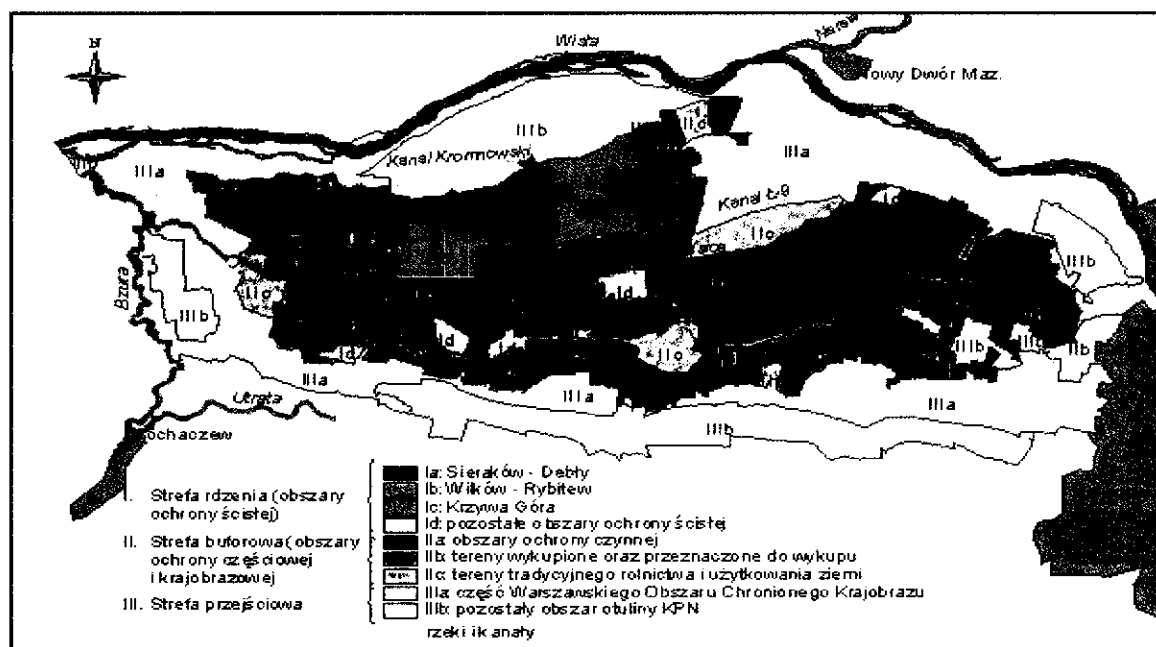 N
Wisła
Narew
Nowy Dwór Maz.
IIIb
Kanał Kromnowski
IIIa
IIIa
Kanał Ł-9
IIc
IIIb
Bzura
IIc
IIIb
Id
Id
IIc
IIIb
IIb
IIIa
Utrata
IIIa
IIIa
IIIb
Sochaczew
I. Strefa rdzenia (obszary
ochrony ścisłej)
II. Strefa buforowa (obszary
ochrony częściowej
i krajobrazowej
III. Strefa przejściowa
Ia: Sieraków - Debły
Ib: Wilków - Rybitew
Ic: Krzywa Góra
Id: pozostałe obszary ochrony ścisłej
IIa: obszary ochrony czynnej
IIb: tereny wykupione oraz przeznaczone do wykupu
IIc: tereny tradycyjnego rolnictwa i użytkowania ziemi
IIIa: część Warszawskiego Obszaru Chronionego Krajobrazu
IIIb: pozostały obszar otuliny KPN
rzeki i kanały